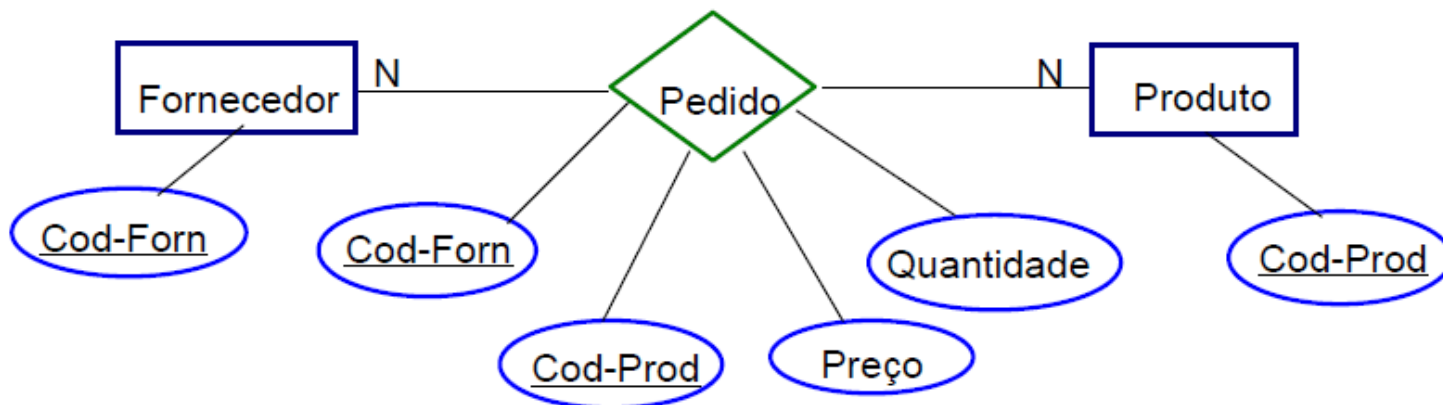 Fornecedor
N
Pedido
N
Produto
Cod-Forn
Cod-Forn
Cod-Prod
Preço
Quantidade
Cod-Prod